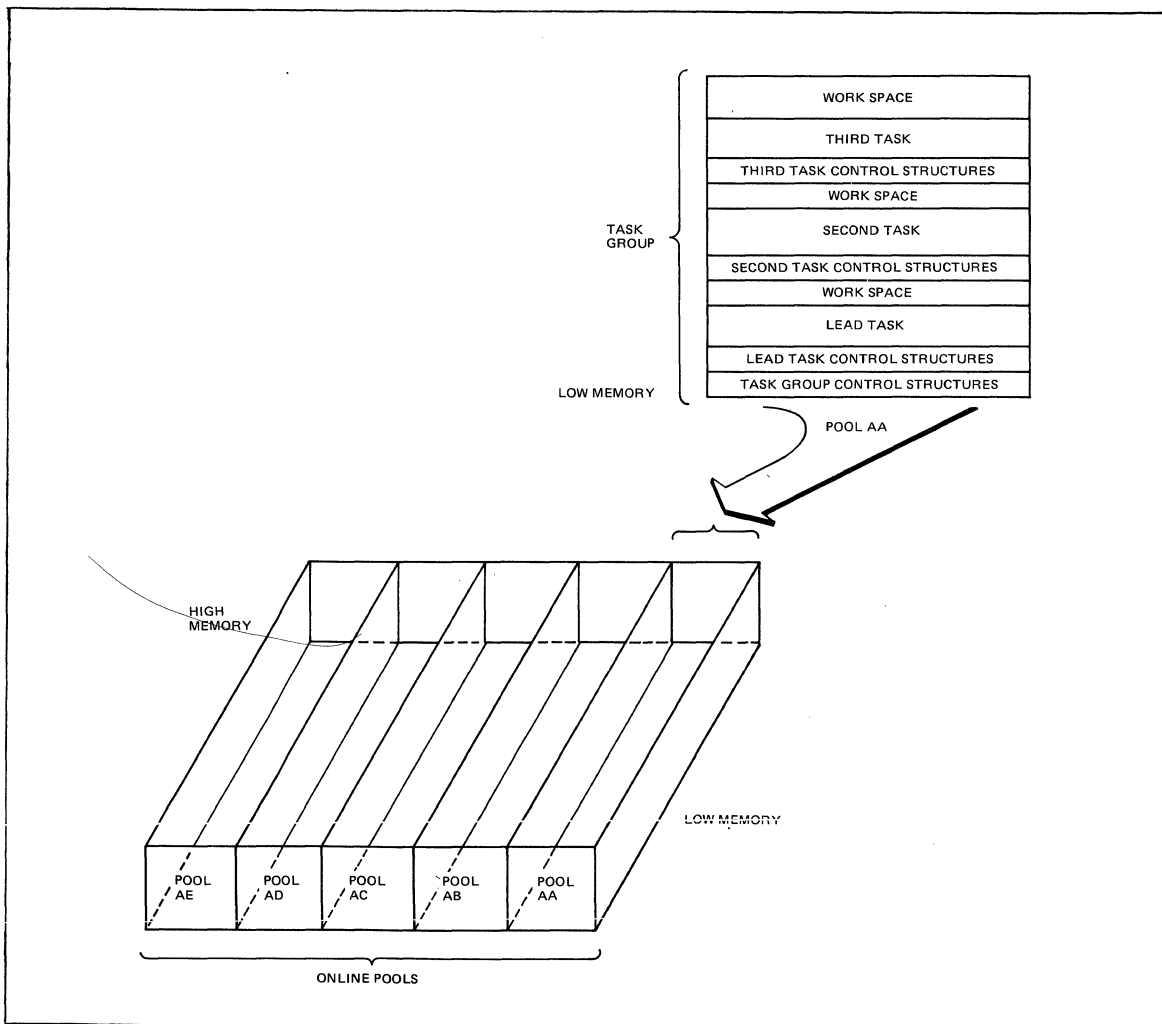 WORK SPACE
THIRD TASK
THIRD TASK CONTROL STRUCTURES
WORK SPACE
TASK
GROUP
SECOND TASK
SECOND TASK CONTROL STRUCTURES
WORK SPACE
LEAD TASK
LEAD TASK CONTROL STRUCTURES
LOW MEMORY
TASK GROUP CONTROL STRUCTURES
POOL AA
HIGH
MEMORY
LOW MEMORY
POOL
AE
POOL
AD
POOL
AC
POOL
AB
POOL
AA
ONLINE POOLS